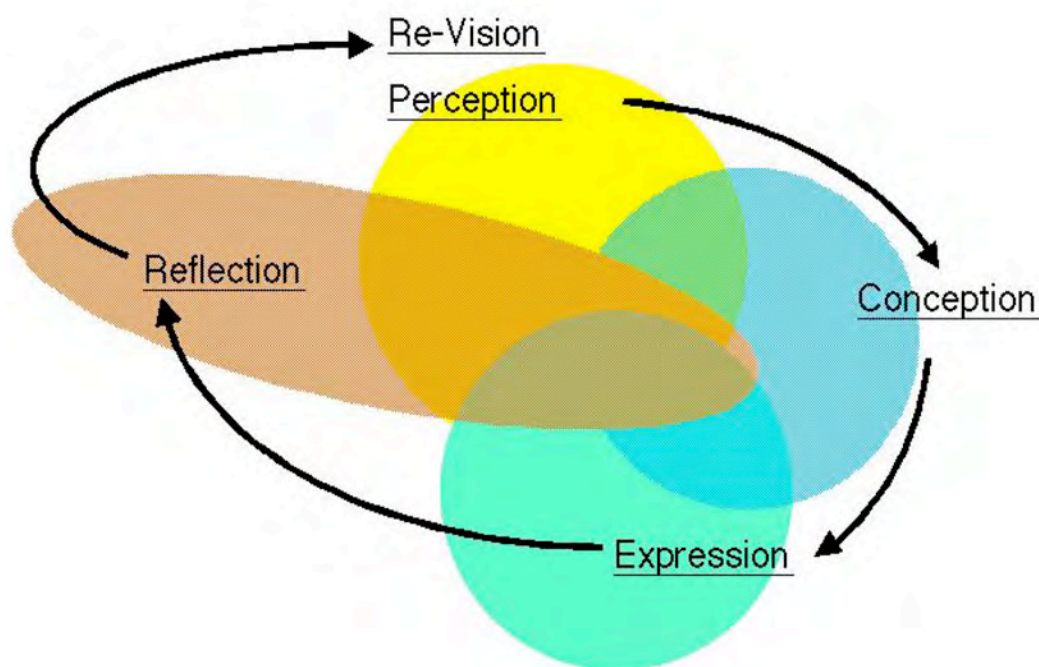 Re-Vision
Perception
Reflection
Conception
Expression